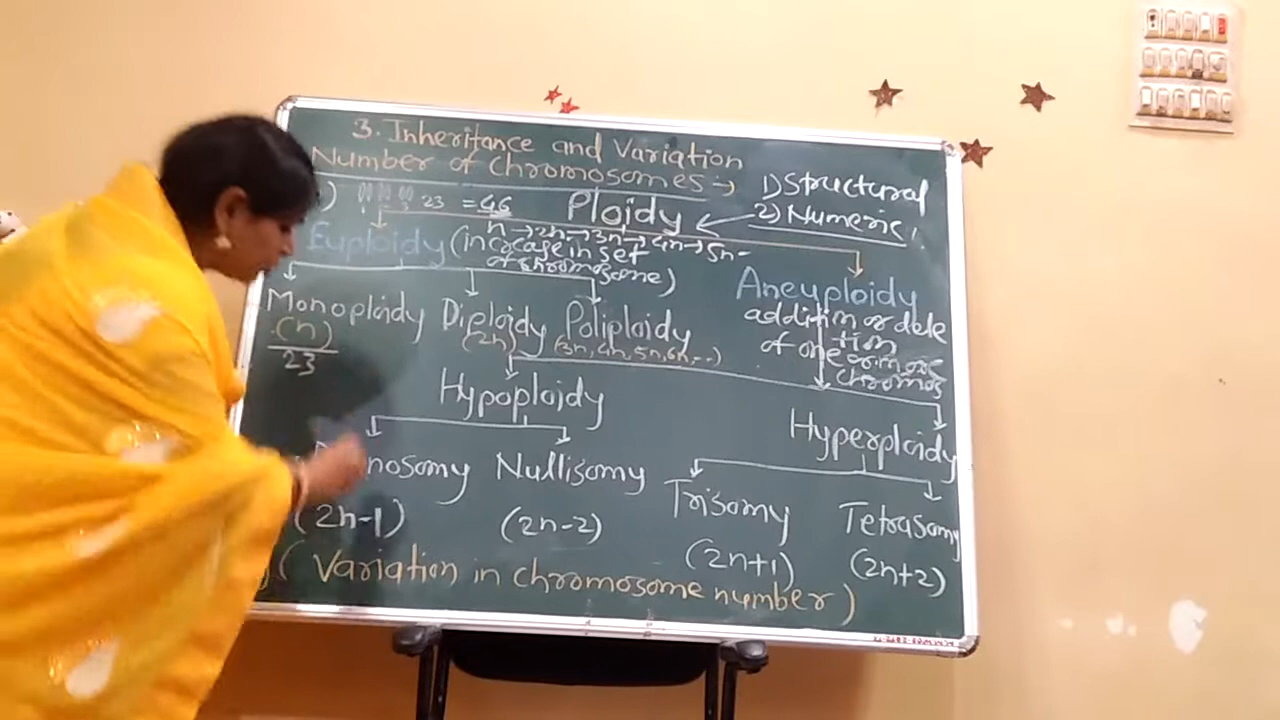 3. Inheritance and Variation
Number of chromosomes →
1) Structural
2) Numeric
) 23 = 46
Ploidy
n→2n→3n→4n→5n-
Euploidy (increase in set
of chromosome)
Aneuploidy
addition or dele
tion
of one or more
chromos
Monoploidy
(n)
23
Diploidy
(2n)
Poliploidy
(3n, 4n, 5n, 6n, ..)
Hypoploidy
Hyperploidy
nosomy
(2n-1)
Nullisomy
(2n-2)
Trisomy
(2n+1)
Tetrasomy
(2n+2)
( Variation in chromosome number )